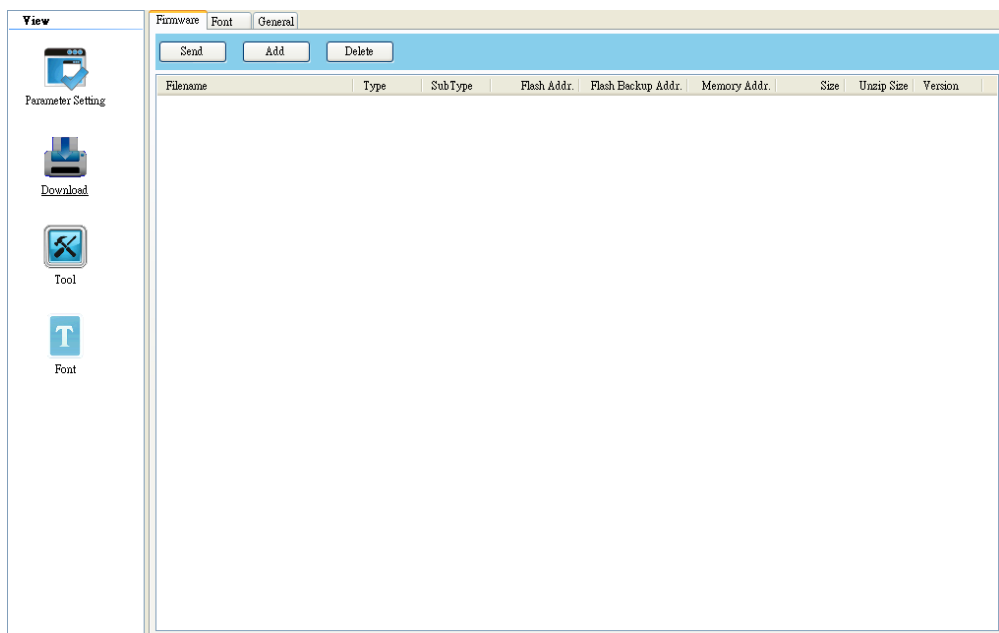 View
Parameter Setting
Download
Tool
T
Font
Firmware Font General
Send Add Delete
Filename Type SubType Flash Addr. Flash Backup Addr. Memory Addr. Size Unzip Size Version